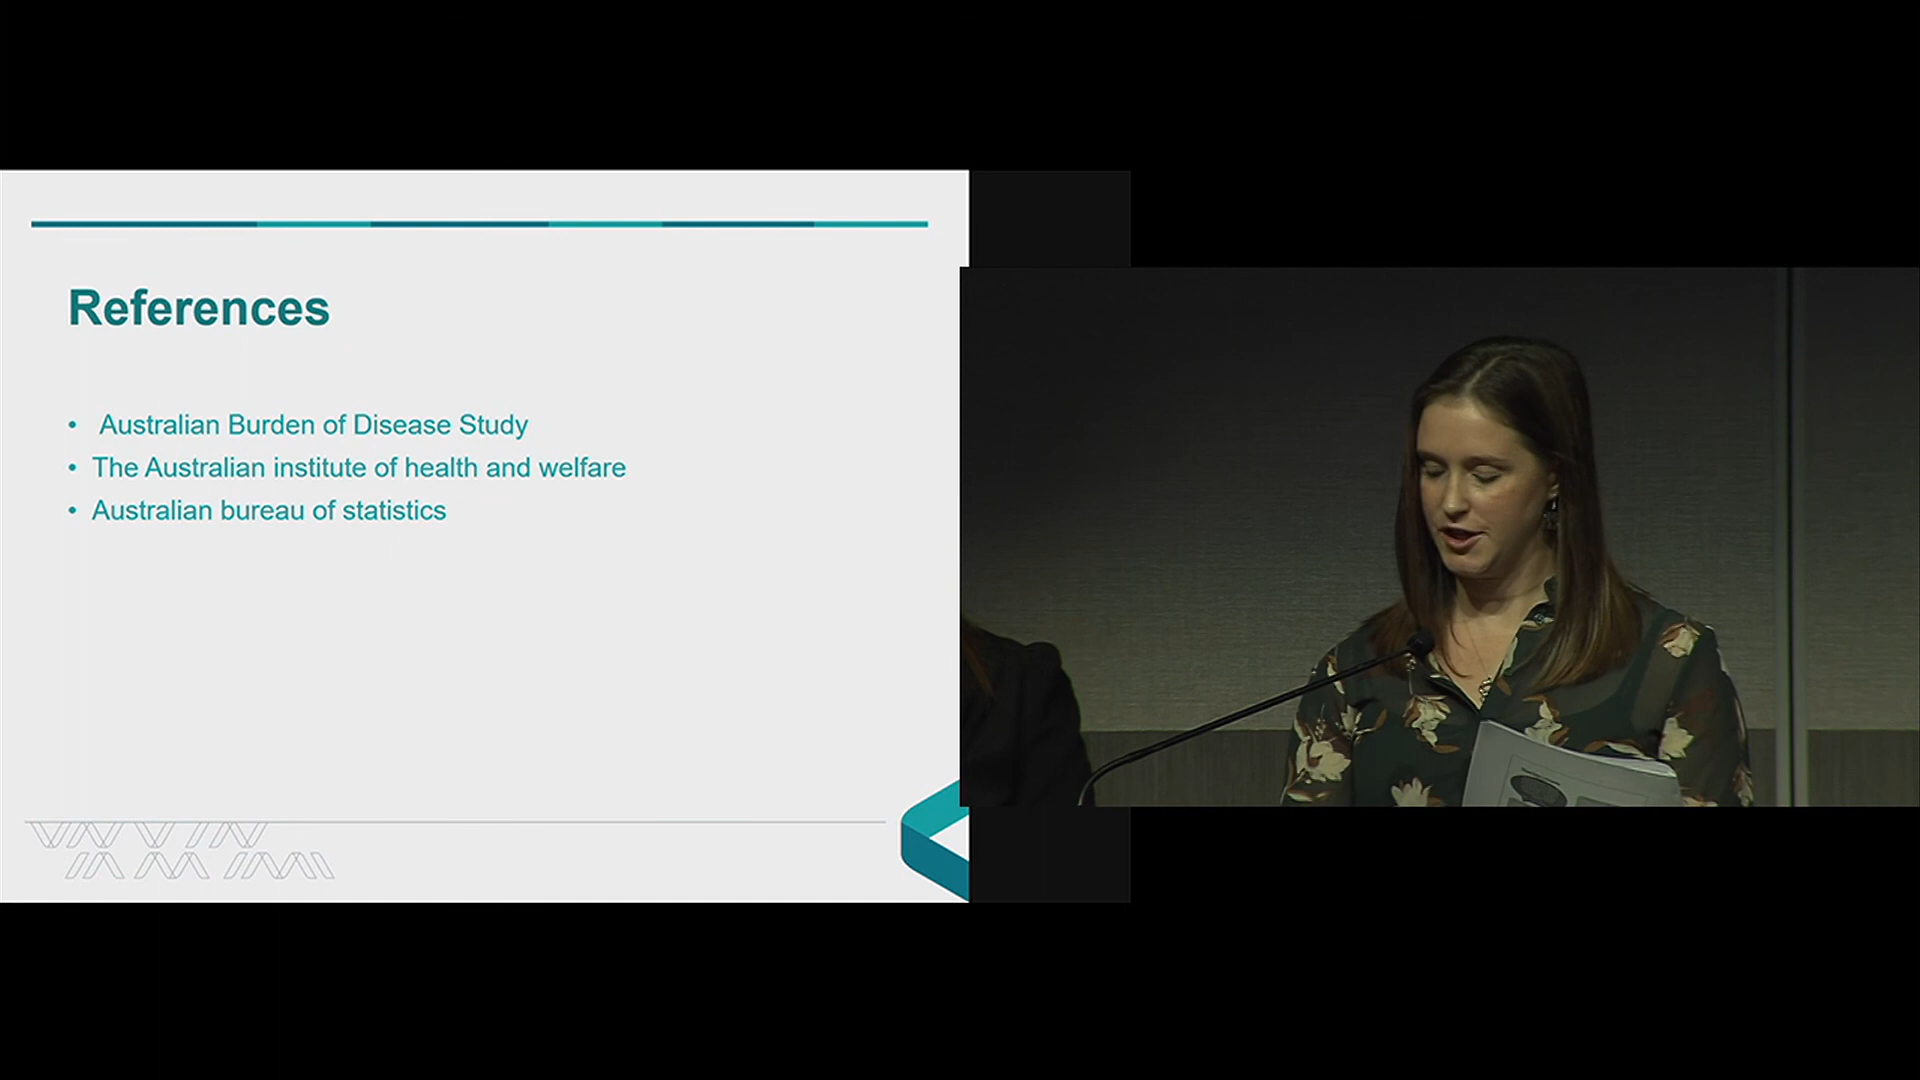 References
• Australian Burden of Disease Study
• The Australian institute of health and welfare
• Australian bureau of statistics